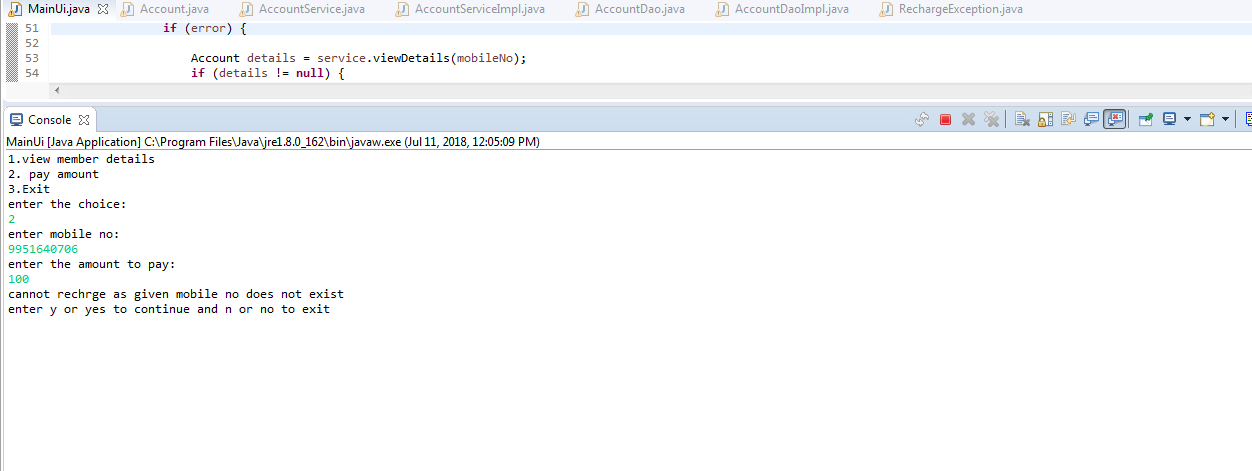 MainUi.java Account.java AccountService.java AccountServiceImpl.java AccountDao.java AccountDaoImpl.java RechargeException.java
51 if (error) {
52
53 Account details = service.viewDetails(mobileNo);
54 if (details != null) {
Console
MainUi [Java Application] C:\Program Files\Java\jre1.8.0_162\bin\javaw.exe (Jul 11, 2018, 12:05:09 PM)
1.view member details
2. pay amount
3.Exit
enter the choice:
2
enter mobile no:
9951640706
enter the amount to pay:
100
cannot rechrge as given mobile no does not exist
enter y or yes to continue and n or no to exit